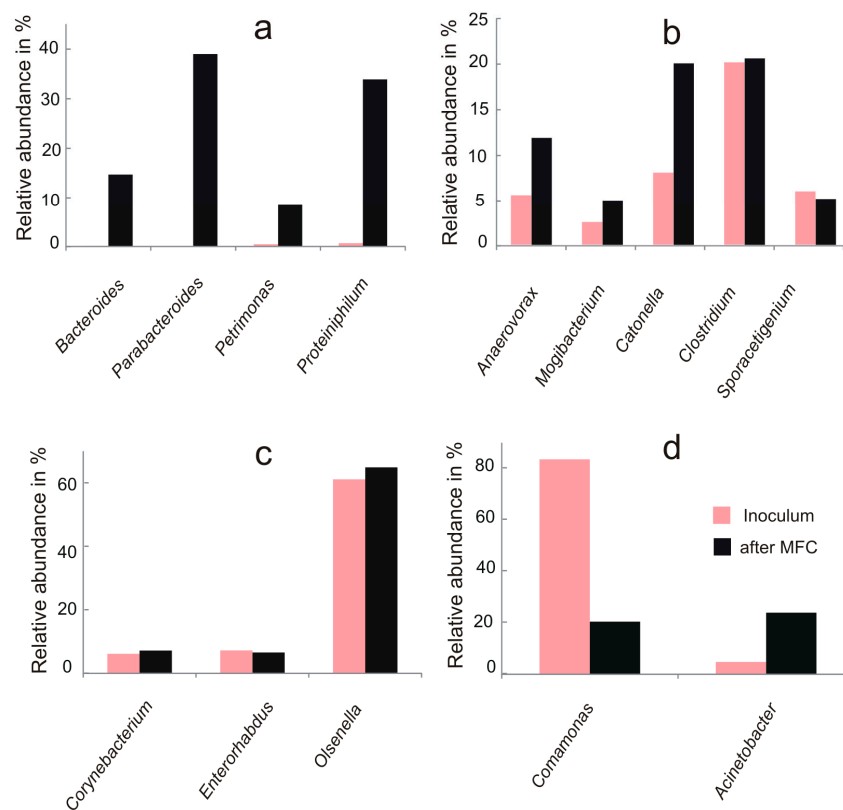 a
Relative abundance in %
40
30
20
10
0
Bacteroides
Parabacteroides
Petrimonas
Proteiniphilum
b
Relative abundance in %
25
20
15
10
5
0
Anaerovorax
Mogibacterium
Catonella
Clostridium
Sporacetigenium
c
Relative abundance in %
60
40
20
0
Corynebacterium
Enterorhabdus
Olsenella
d
Relative abundance in %
80
60
40
20
0
Inoculum
after MFC
Comamonas
Acinetobacter